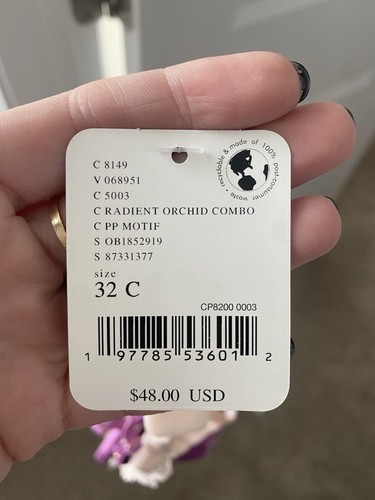 C 8149
V 068951
C 5003
C RADIENT ORCHID COMBO
C PP MOTIF
S OB1852919
S 87331377
size
32 C
recyclable & made of 100% post-consumer waste •
CP8200 0003
1 97785 53601 2
$48.00 USD